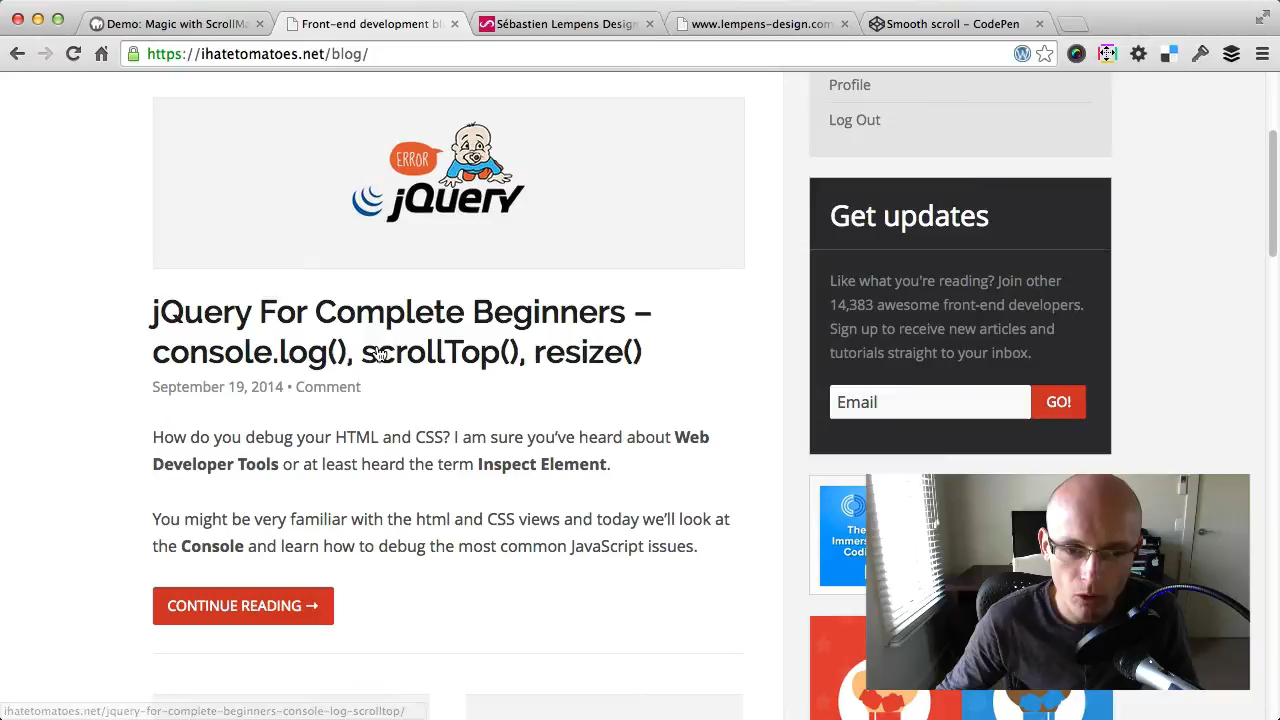 Demo: Magic with ScrollMa
Front-end development bl
Sébastien Lempens Design
www.lempens-design.com
Smooth scroll – CodePen
https://ihatetomatoes.net/blog/
Profile
Log Out
ERROR
jQuery
jQuery For Complete Beginners –
console.log(), scrollTop(), resize()
September 19, 2014 • Comment
How do you debug your HTML and CSS? I am sure you’ve heard about Web
Developer Tools or at least heard the term Inspect Element.
You might be very familiar with the html and CSS views and today we’ll look at
the Console and learn how to debug the most common JavaScript issues.
CONTINUE READING →
Get updates
Like what you're reading? Join other
14,383 awesome front-end developers.
Sign up to receive new articles and
tutorials straight to your inbox.
Email
GO!
The
Immers
Codi
ihatetomatoes.net/jquery-for-complete-beginners-console-log-scrolltop/